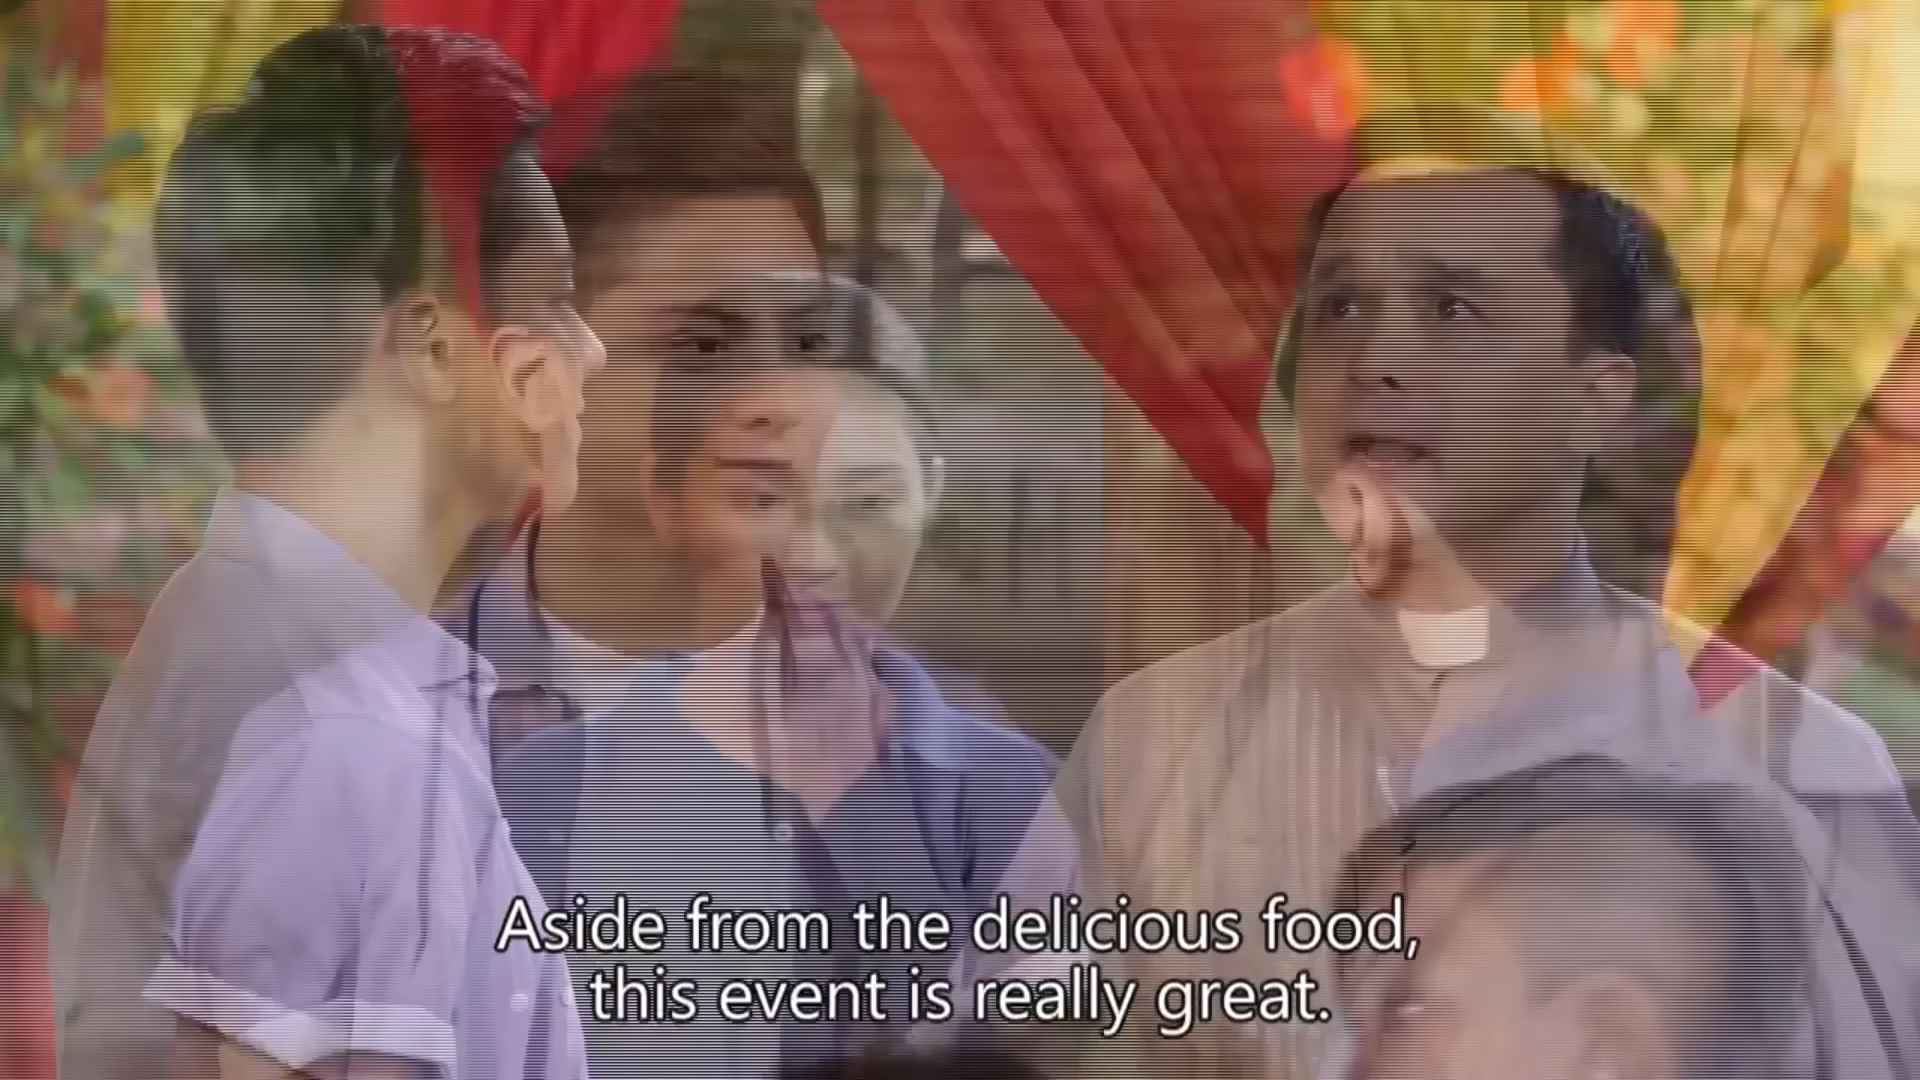 Aside from the delicious food,
this event is really great.